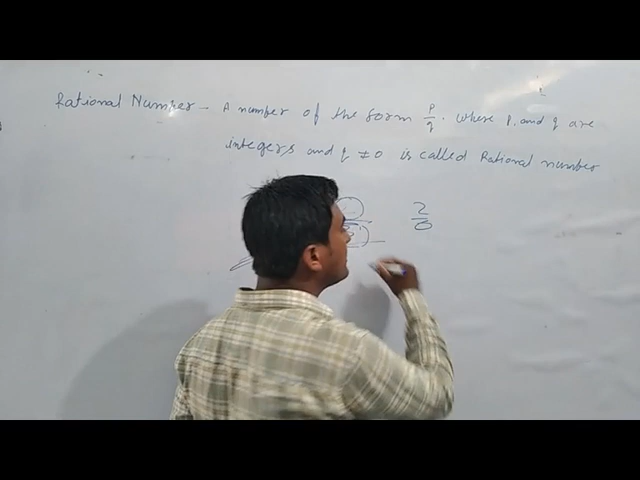 Rational Number - A number of the form p/q. where p, and q are
integers and q ≠ 0 is called Rational number
2/0